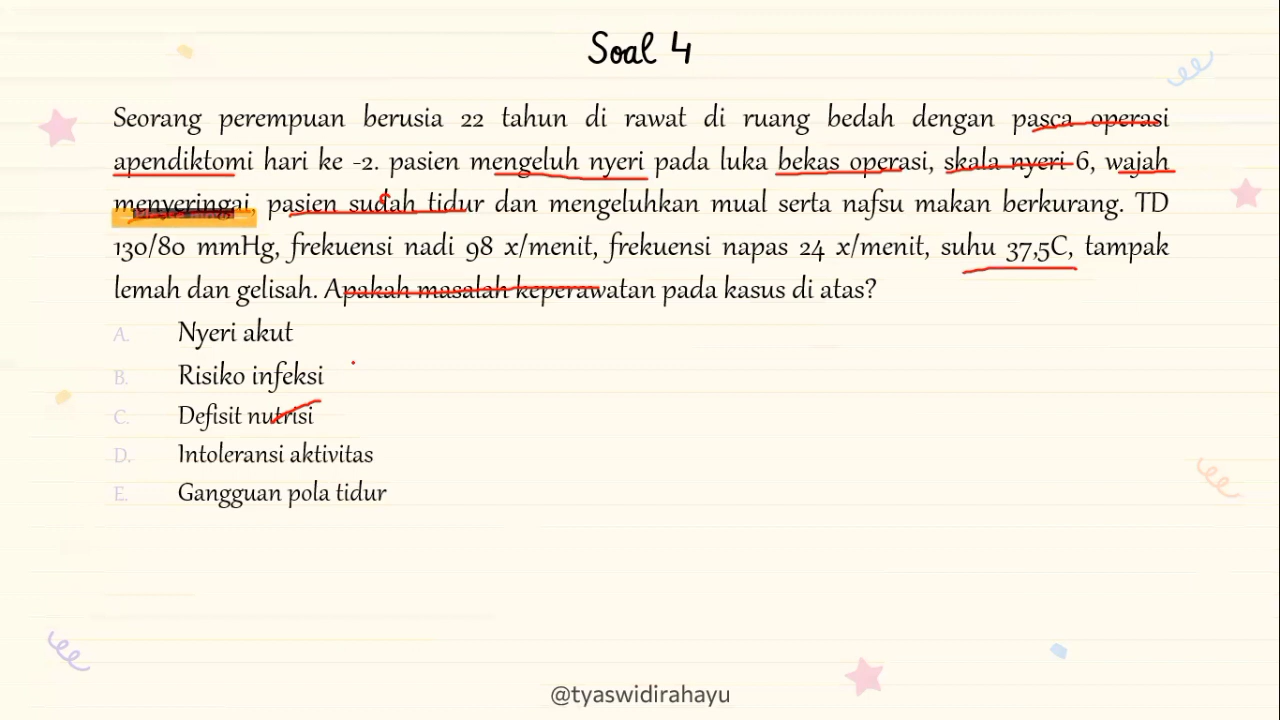 Soal 4
Seorang perempuan berusia 22 tahun di rawat di ruang bedah dengan pasca operasi
apendiktomi hari ke -2. pasien mengeluh nyeri pada luka bekas operasi, skala nyeri 6, wajah
menyeringai, pasien sudah tidur dan mengeluhkan mual serta nafsu makan berkurang. TD
130/80 mmHg, frekuensi nadi 98 x/menit, frekuensi napas 24 x/menit, suhu 37,5C, tampak
lemah dan gelisah. Apakah masalah keperawatan pada kasus di atas?
A. Nyeri akut
B. Risiko infeksi
C. Defisit nutrisi
D. Intoleransi aktivitas
E. Gangguan pola tidur
@tyaswidirahayu